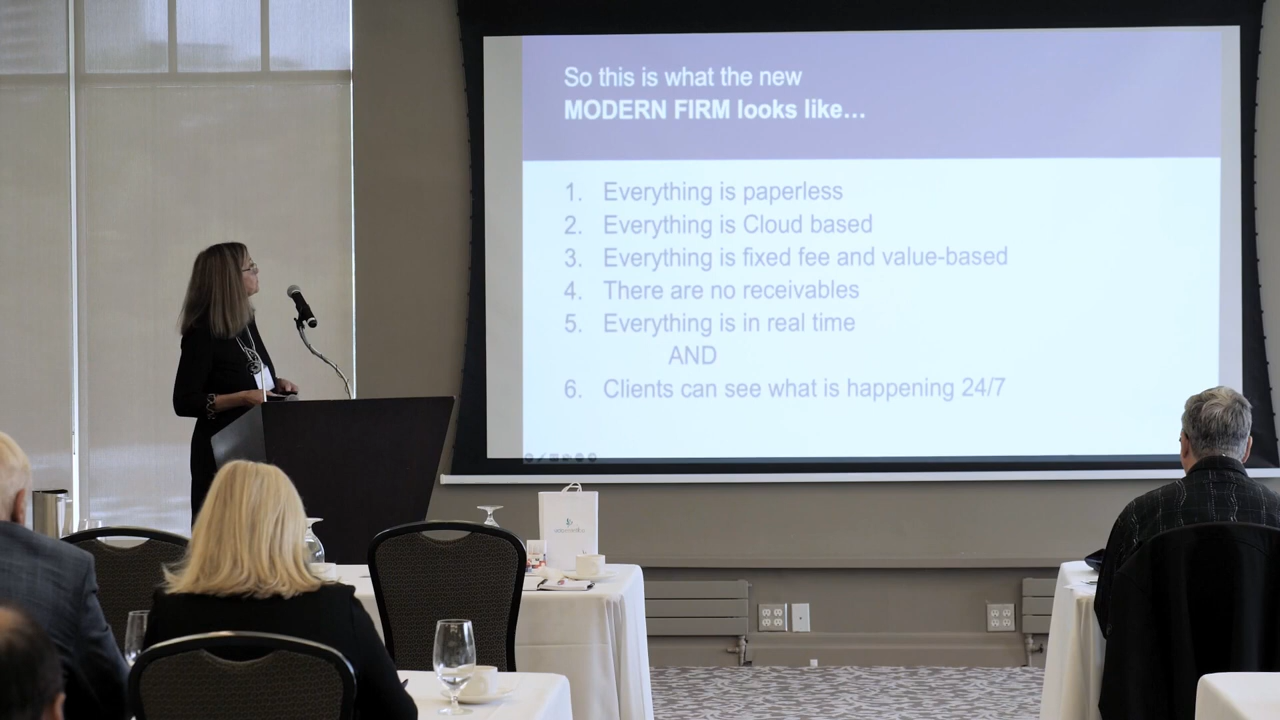 So this is what the new
MODERN FIRM looks like…
1. Everything is paperless
2. Everything is Cloud based
3. Everything is fixed fee and value-based
4. There are no receivables
5. Everything is in real time
AND
6. Clients can see what is happening 24/7